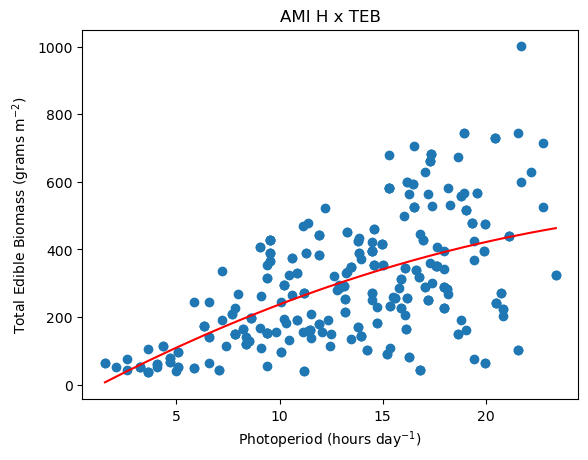 AMI H x TEB
Total Edible Biomass (grams m⁻²)
1000
800
600
400
200
0
5 10 15 20
Photoperiod (hours day⁻¹)